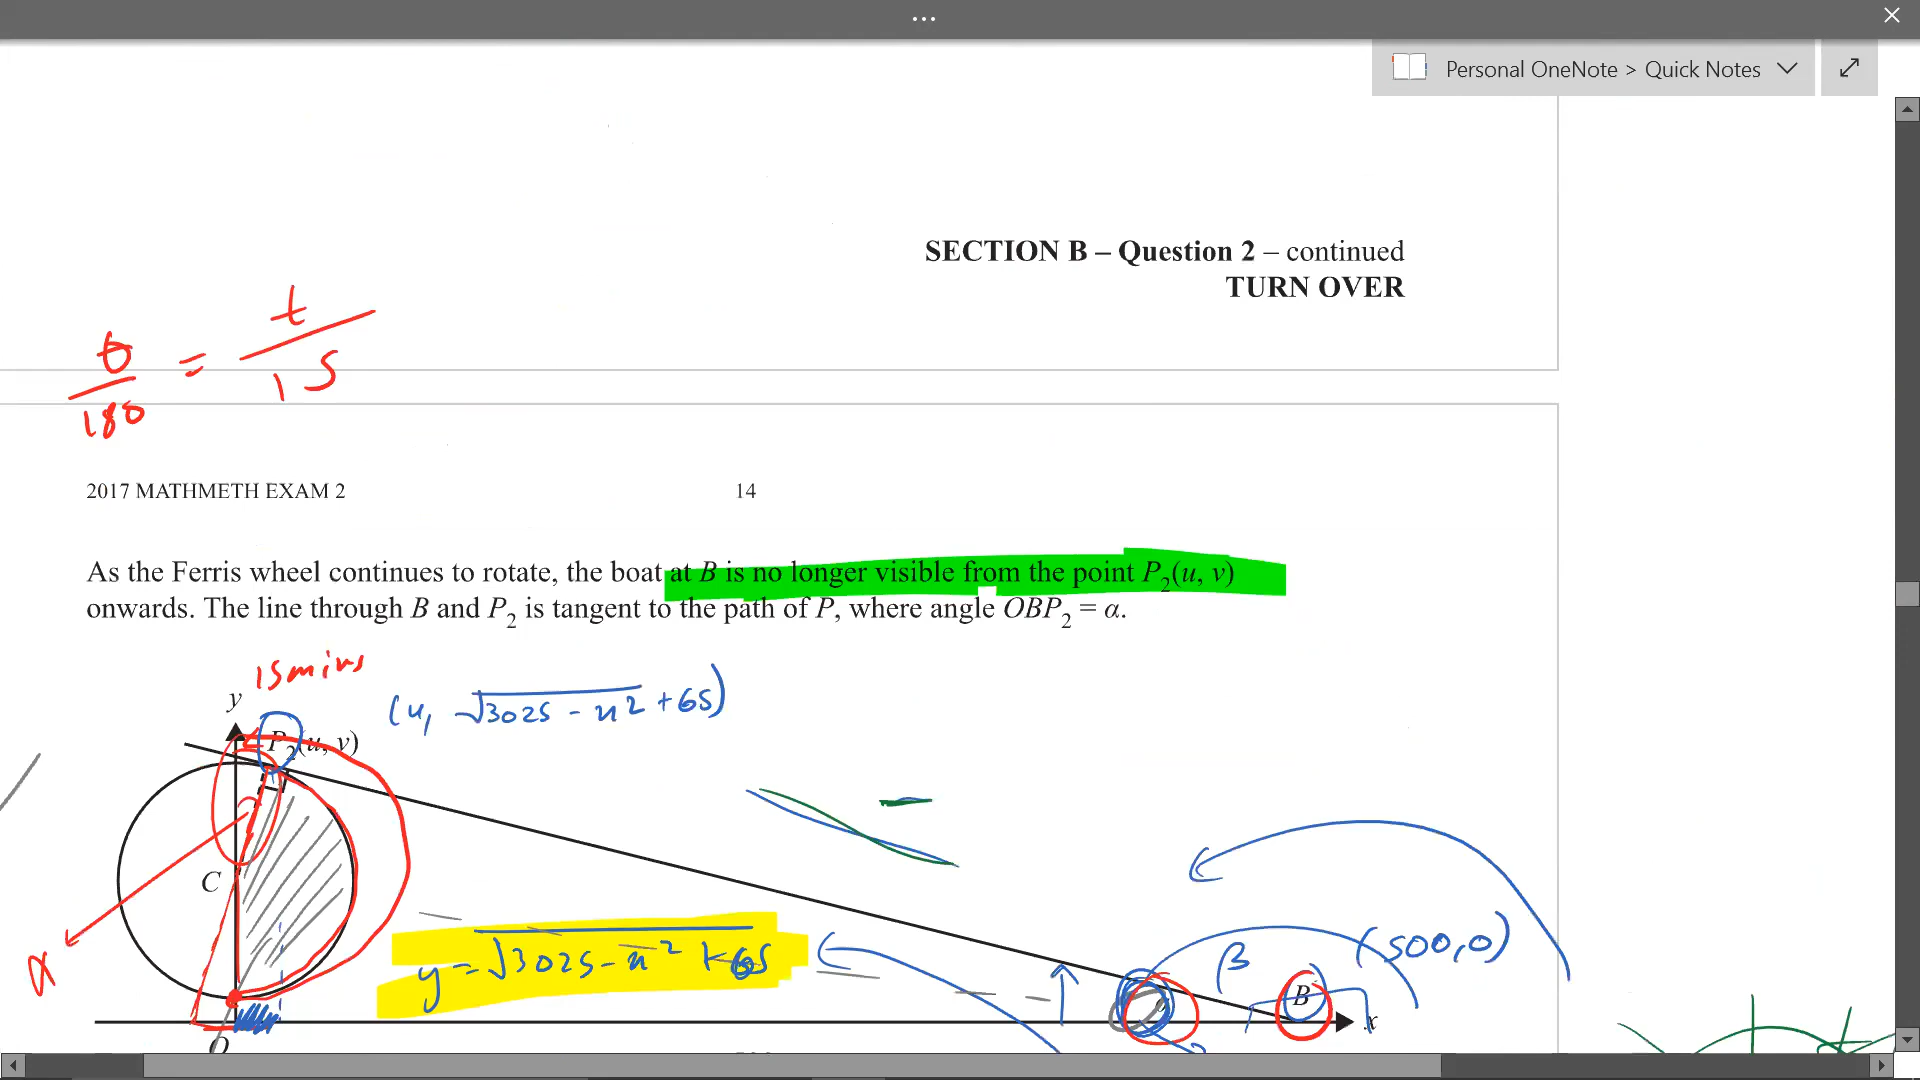 Personal OneNote > Quick Notes
SECTION B – Question 2 – continued
TURN OVER
θ/180 = t/15
2017 MATHMETH EXAM 2
14
As the Ferris wheel continues to rotate, the boat at B is no longer visible from the point P₂(u, v)
onwards. The line through B and P₂ is tangent to the path of P, where angle OBP₂ = α.
15mins
y
(u, √3025 - u² + 65)
P₂(u, v)
C
α
y = √3025 - x² + 65
β
(500,0)
B
x
O